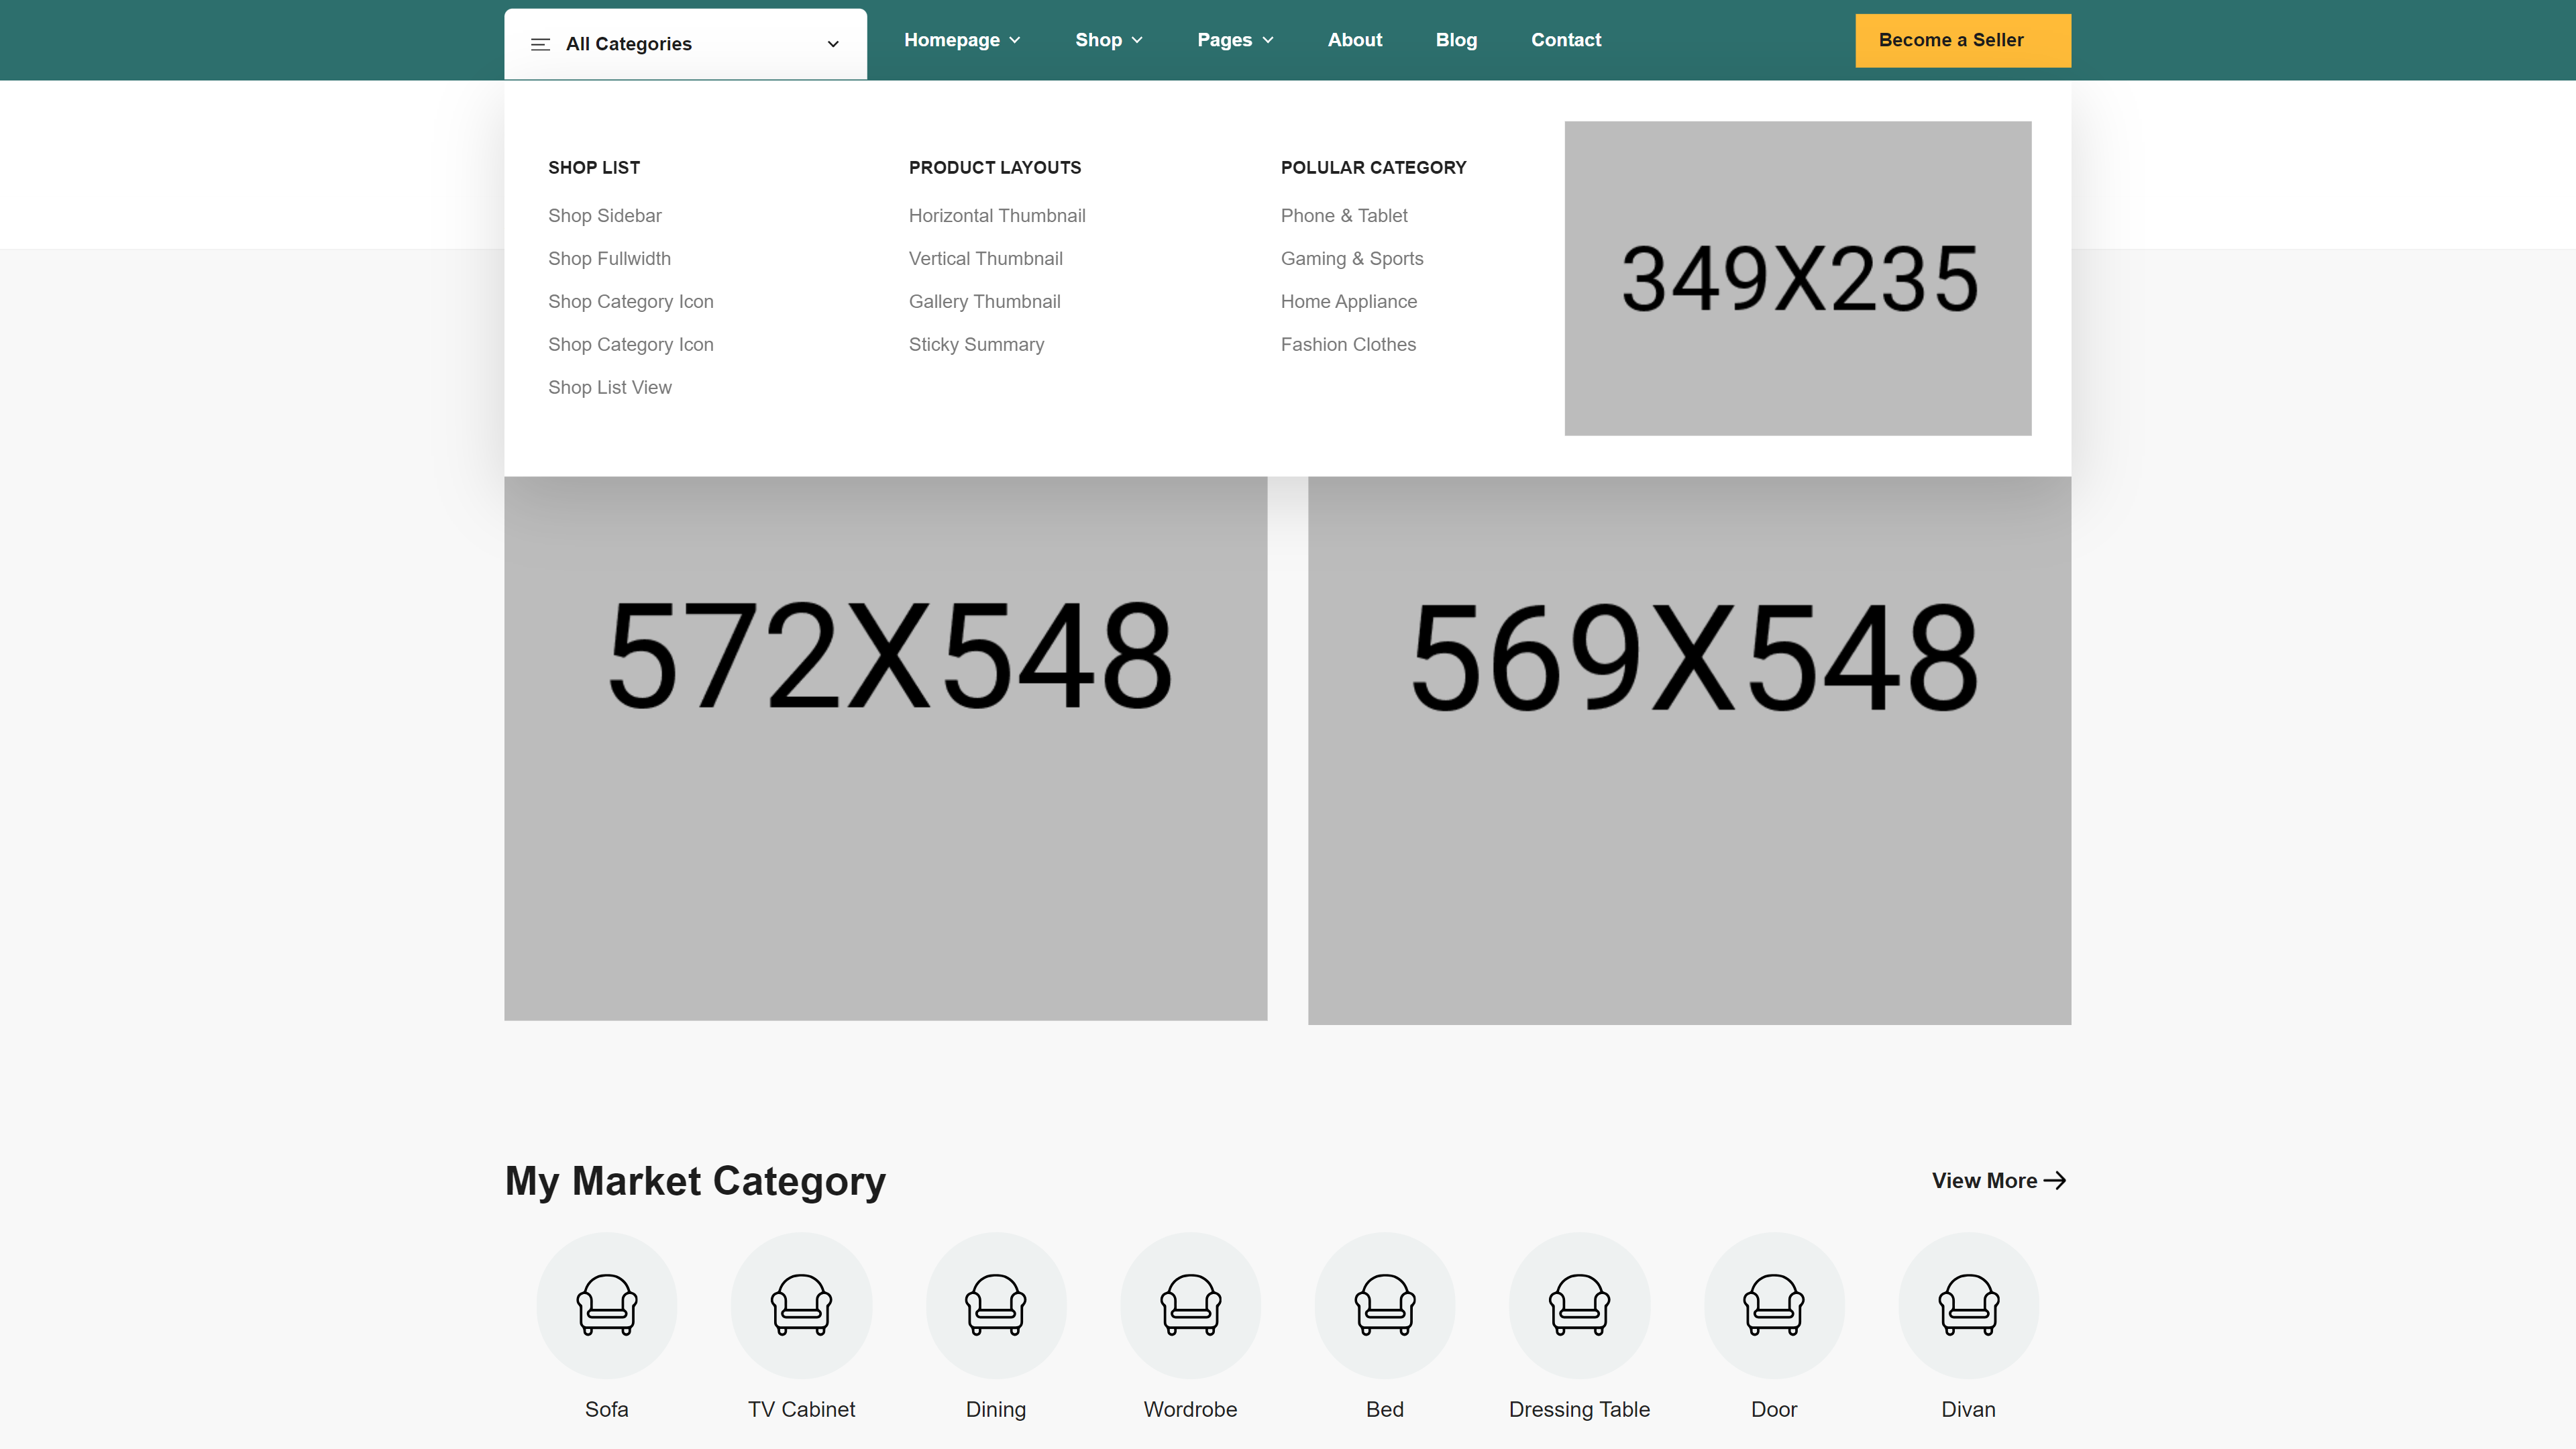 All Categories
Homepage
Shop
Pages
About
Blog
Contact
Become a Seller
SHOP LIST
Shop Sidebar
Shop Fullwidth
Shop Category Icon
Shop Category Icon
Shop List View
PRODUCT LAYOUTS
Horizontal Thumbnail
Vertical Thumbnail
Gallery Thumbnail
Sticky Summary
POLULAR CATEGORY
Phone & Tablet
Gaming & Sports
Home Appliance
Fashion Clothes
349X235
572X548
569X548
My Market Category
View More
Sofa
TV Cabinet
Dining
Wordrobe
Bed
Dressing Table
Door
Divan